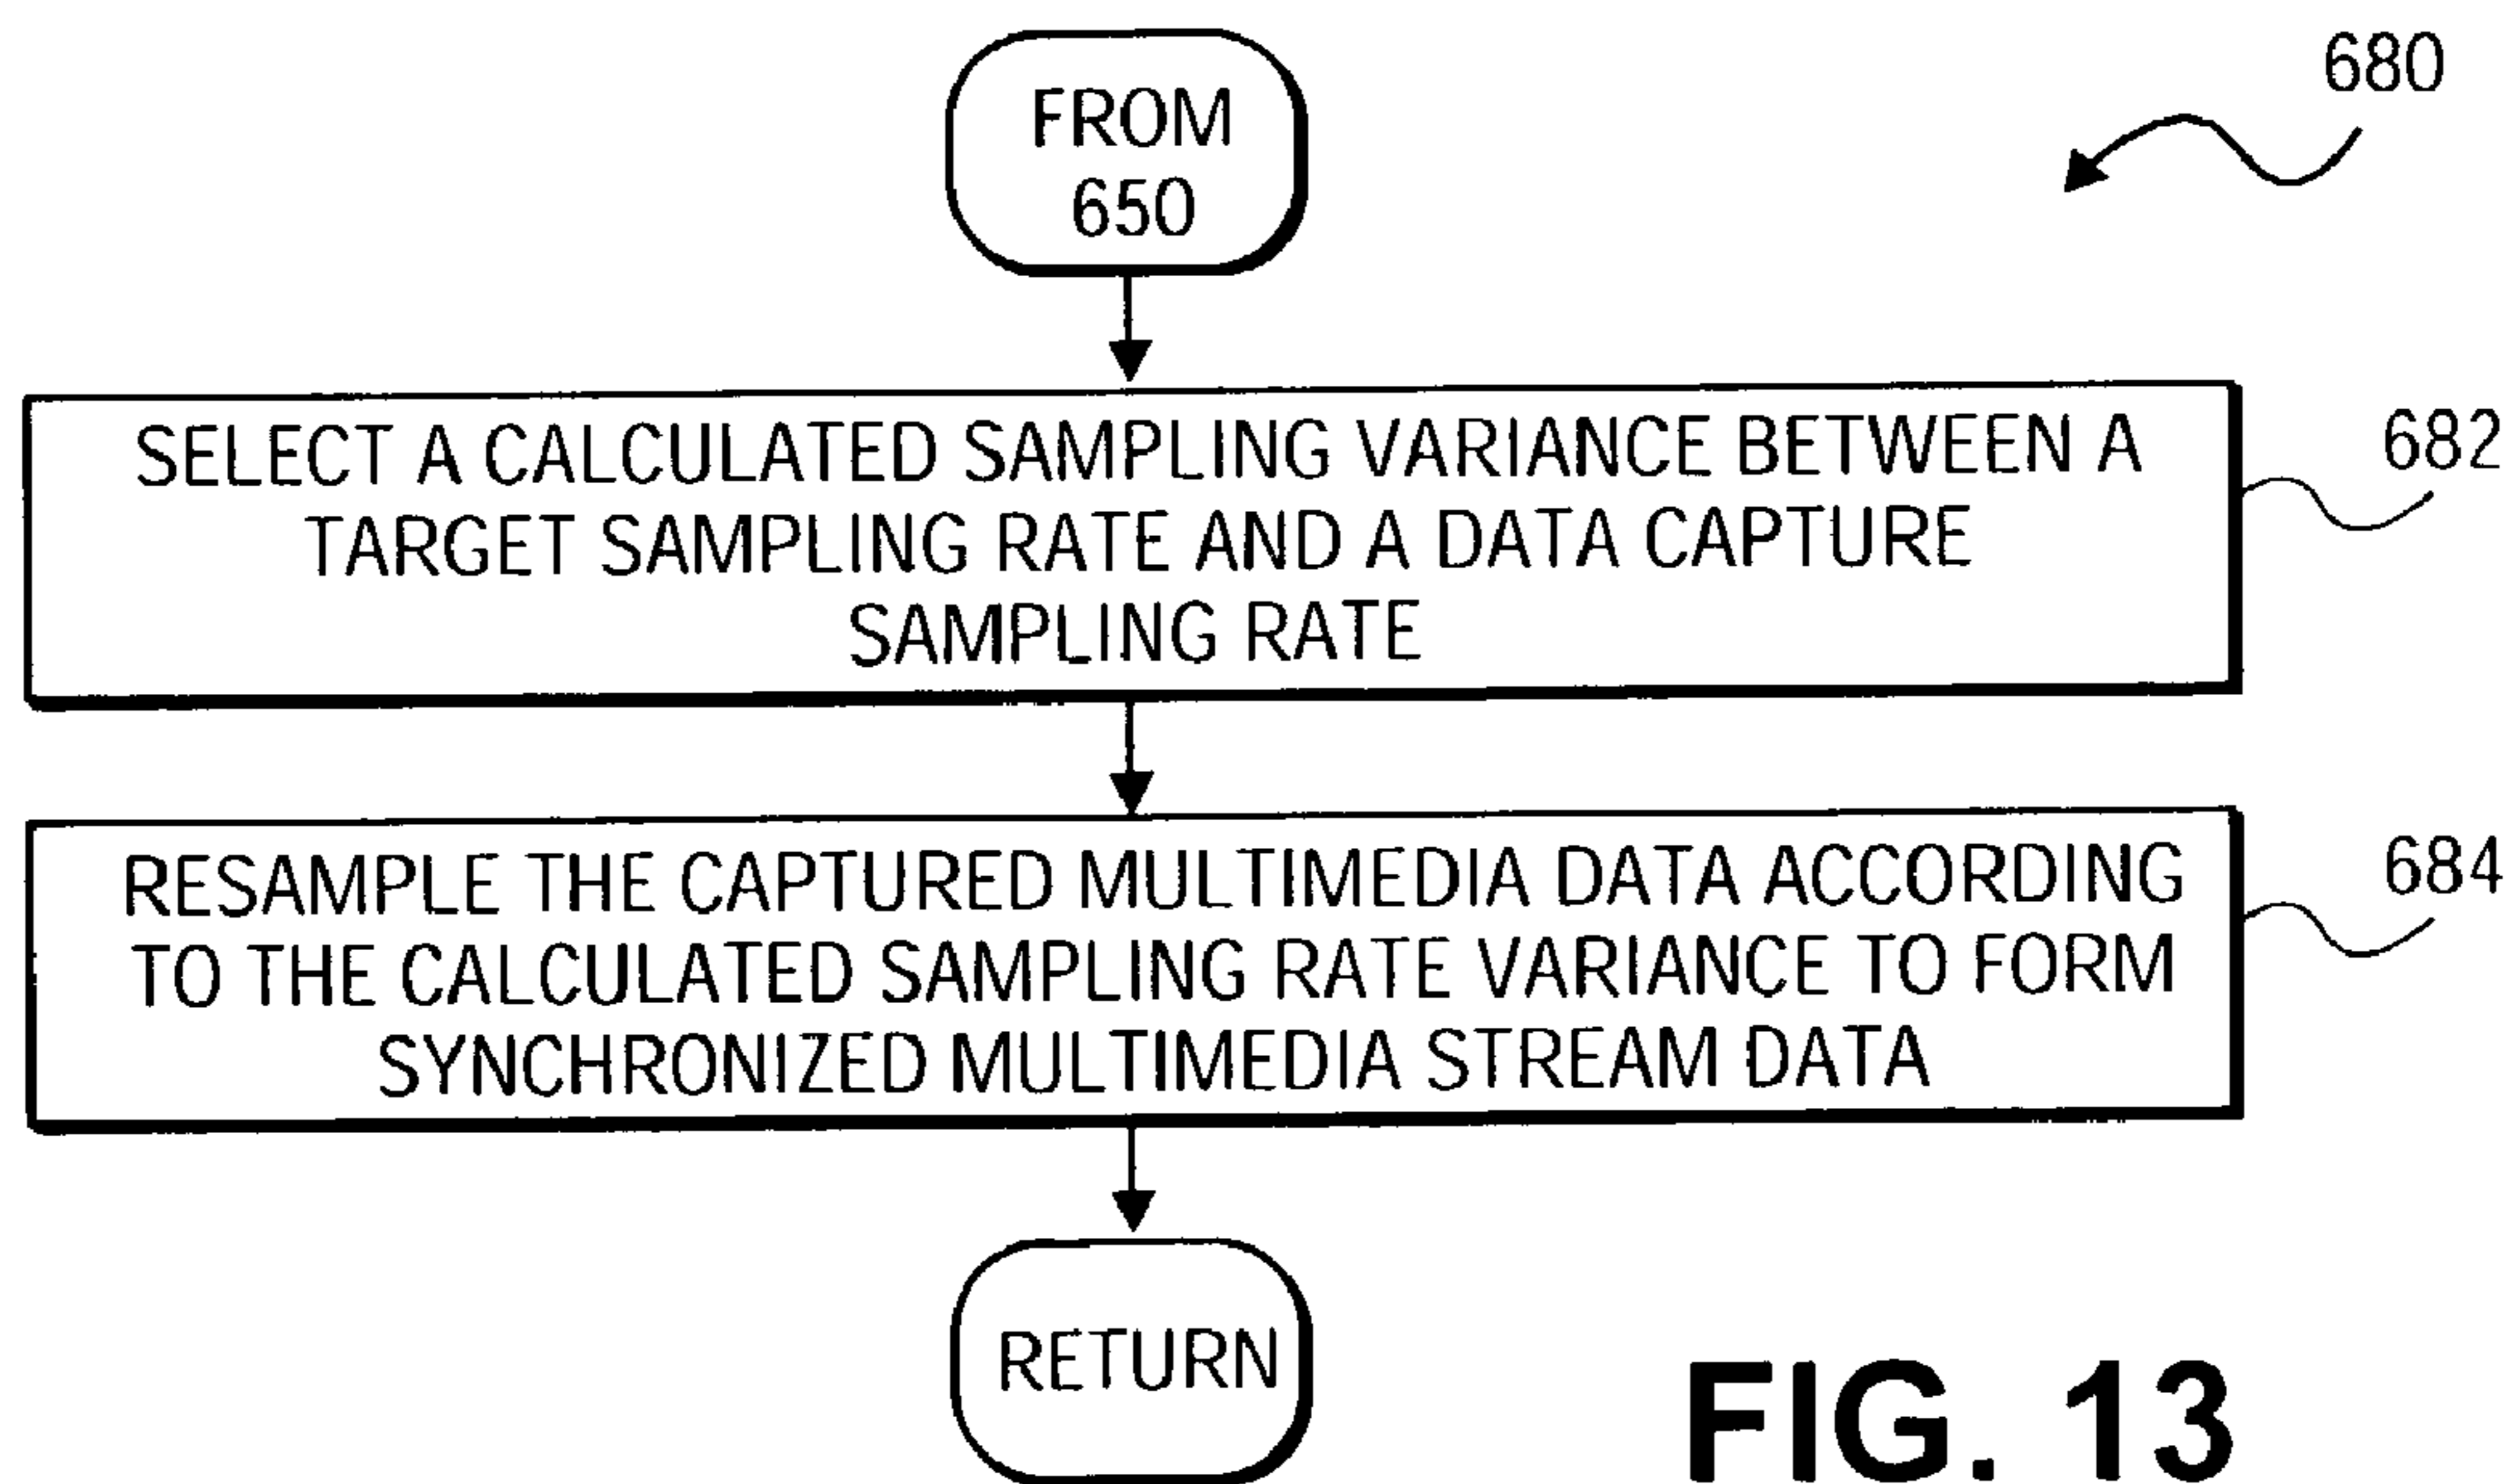 FROM
650
680
SELECT A CALCULATED SAMPLING VARIANCE BETWEEN A
TARGET SAMPLING RATE AND A DATA CAPTURE
SAMPLING RATE
682
RESAMPLE THE CAPTURED MULTIMEDIA DATA ACCORDING
TO THE CALCULATED SAMPLING RATE VARIANCE TO FORM
SYNCHRONIZED MULTIMEDIA STREAM DATA
684
RETURN
FIG. 13